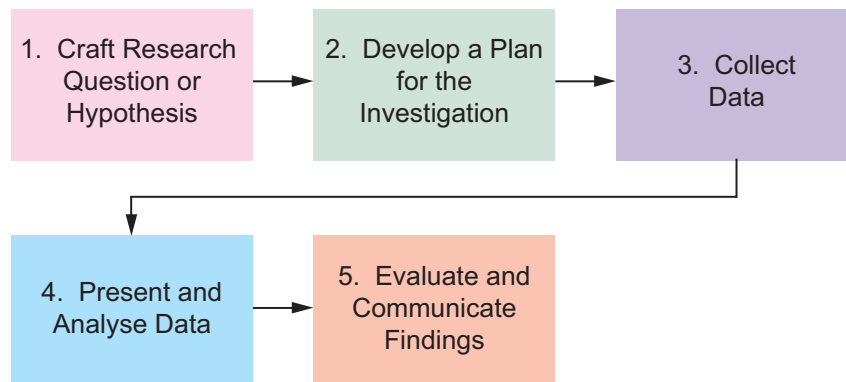 1. Craft Research
Question or
Hypothesis
2. Develop a Plan
for the
Investigation
3. Collect
Data
4. Present and
Analyse Data
5. Evaluate and
Communicate
Findings